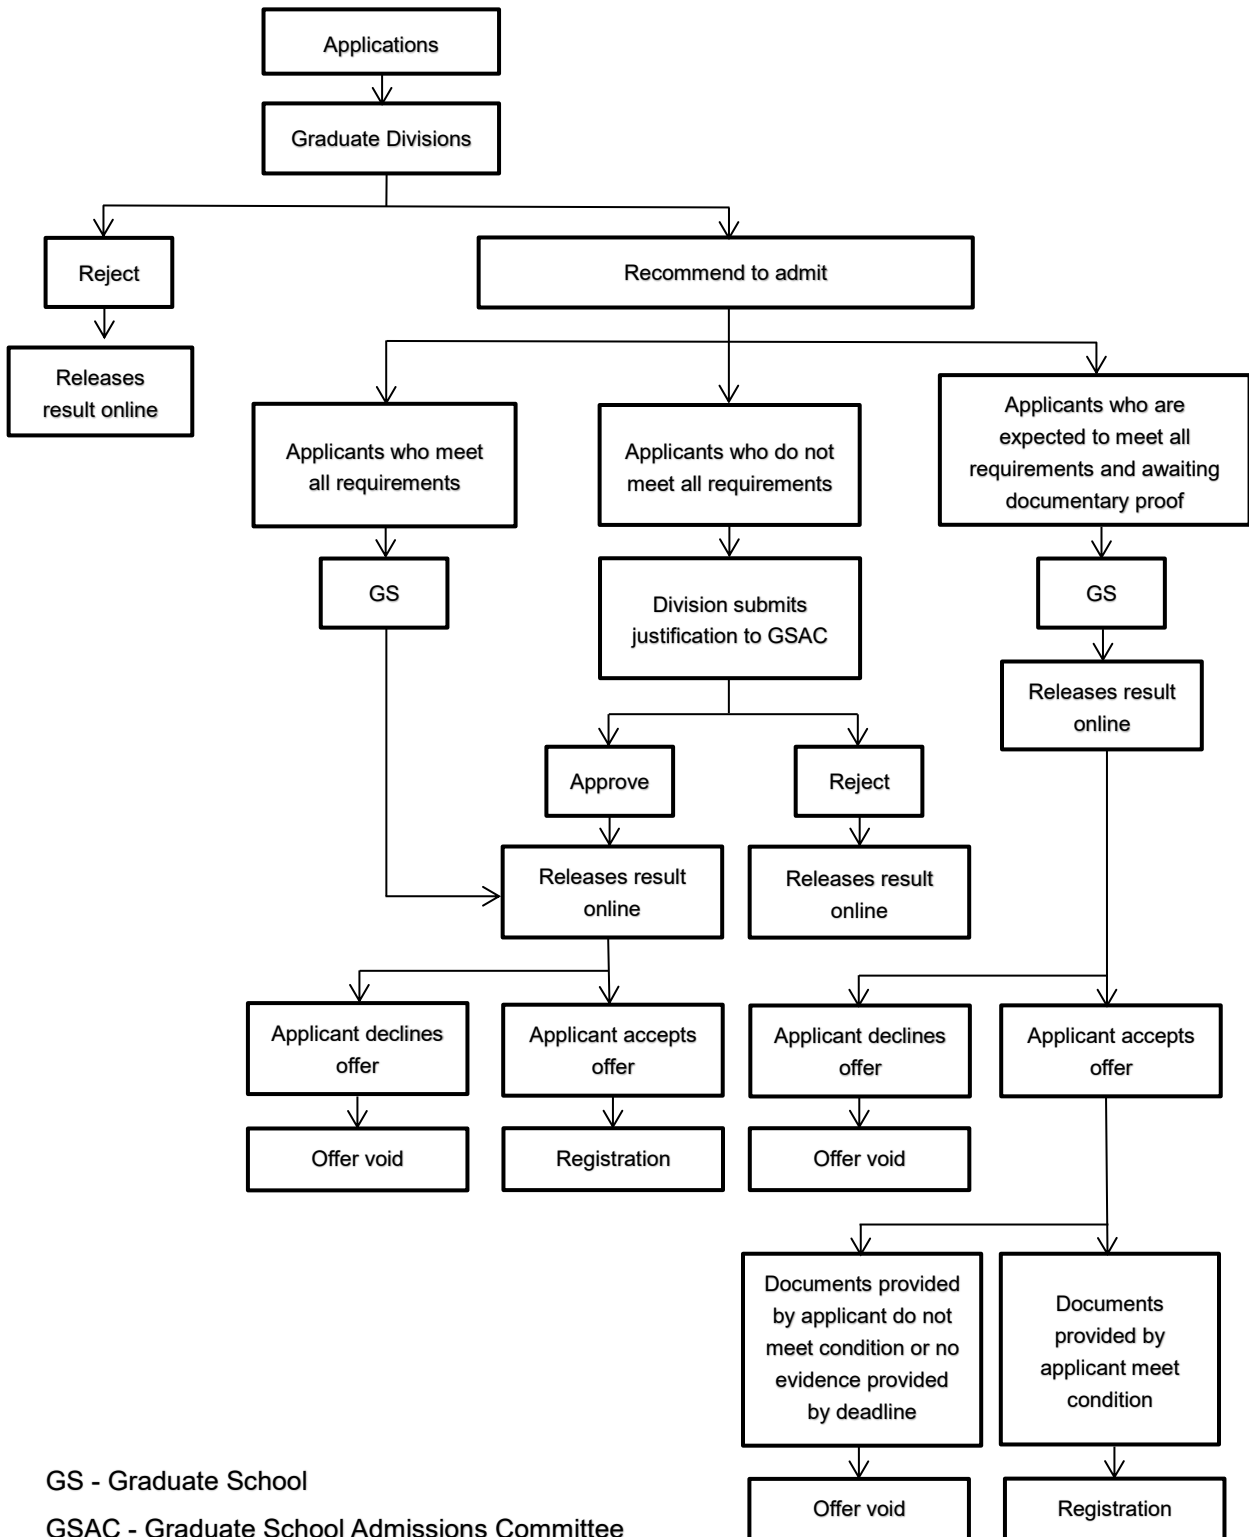 Applications
Graduate Divisions
Reject
Recommend to admit
Releases
result online
Applicants who meet
all requirements
Applicants who do not
meet all requirements
Applicants who are
expected to meet all
requirements and awaiting
documentary proof
GS
Division submits
justification to GSAC
GS
Releases result
online
Approve
Reject
Releases result
online
Releases result
online
Applicant declines
offer
Applicant accepts
offer
Applicant declines
offer
Applicant accepts
offer
Offer void
Registration
Offer void
Documents provided
by applicant do not
meet condition or no
evidence provided
by deadline
Documents
provided by
applicant meet
condition
Offer void
Registration
GS - Graduate School
GSAC - Graduate School Admissions Committee